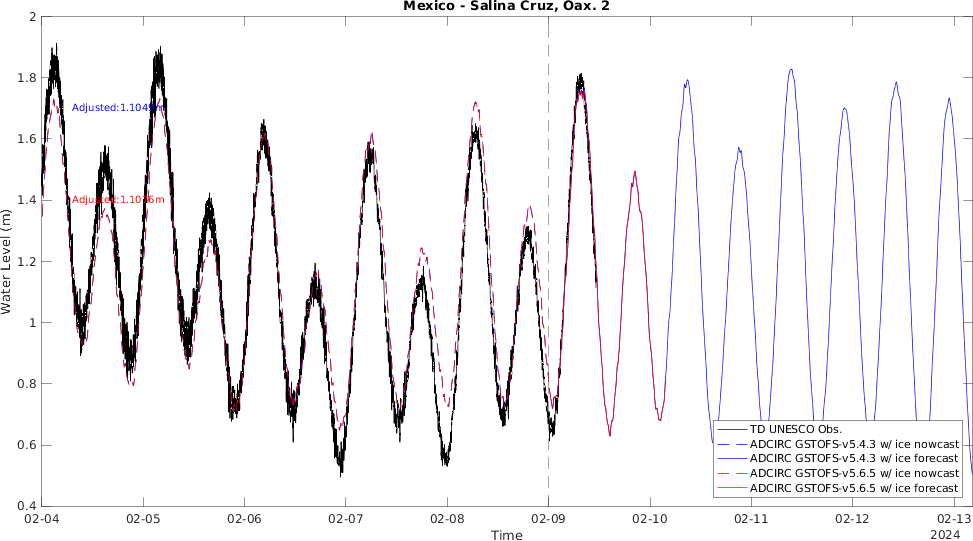 Mexico - Salina Cruz, Oax. 2
2
1.8
1.6
1.4
1.2
1
0.8
0.6
0.4
Water Level (m)
Adjusted:1.1049m
TD UNESCO Obs.
ADCIRC GSTOFS-v5.4.3 w/ ice nowcast
ADCIRC GSTOFS-v5.4.3 w/ ice forecast
ADCIRC GSTOFS-v5.6.5 w/ ice nowcast
ADCIRC GSTOFS-v5.6.5 w/ ice forecast
02-04
02-05
02-06
02-07
02-08
02-09
02-10
02-11
02-12
02-13
Time
2024